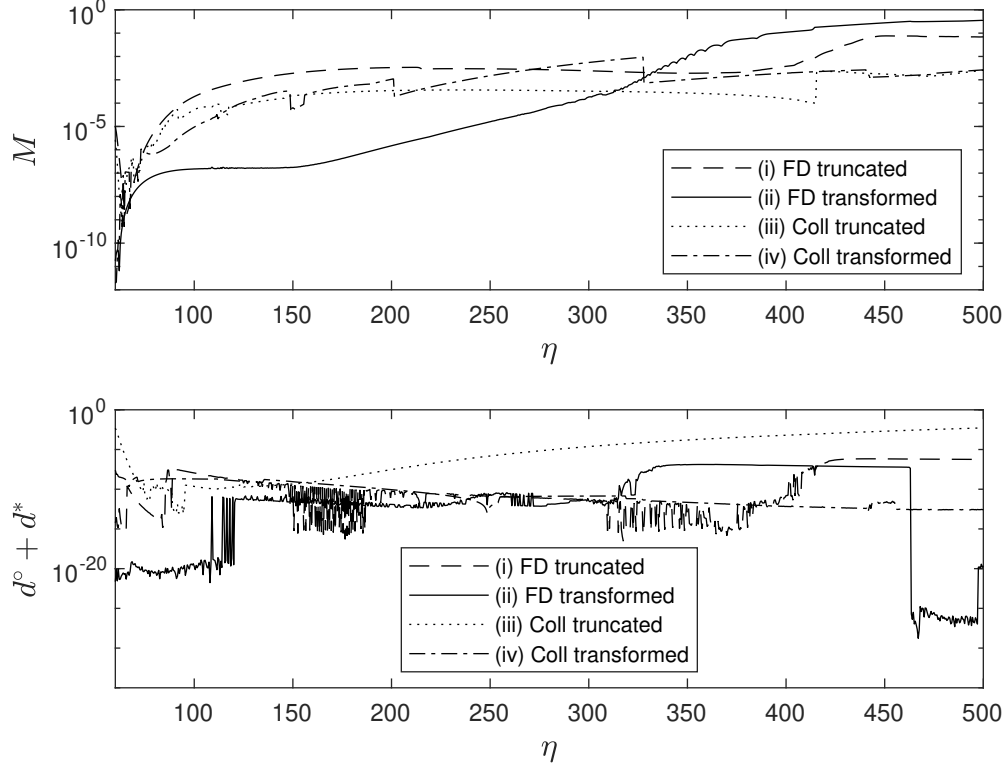 10^0
10^-5
10^-10
M
(i) FD truncated
(ii) FD transformed
(iii) Coll truncated
(iv) Coll transformed
100 150 200 250 300 350 400 450 500
η
10^0
10^-20
d° + d*
(i) FD truncated
(ii) FD transformed
(iii) Coll truncated
(iv) Coll transformed
100 150 200 250 300 350 400 450 500
η